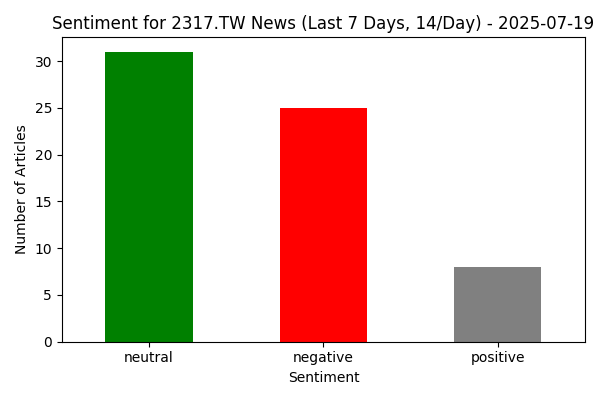 Sentiment for 2317.TW News (Last 7 Days, 14/Day) - 2025-07-19
Number of Articles
30
25
20
15
10
5
0
neutral negative positive
Sentiment